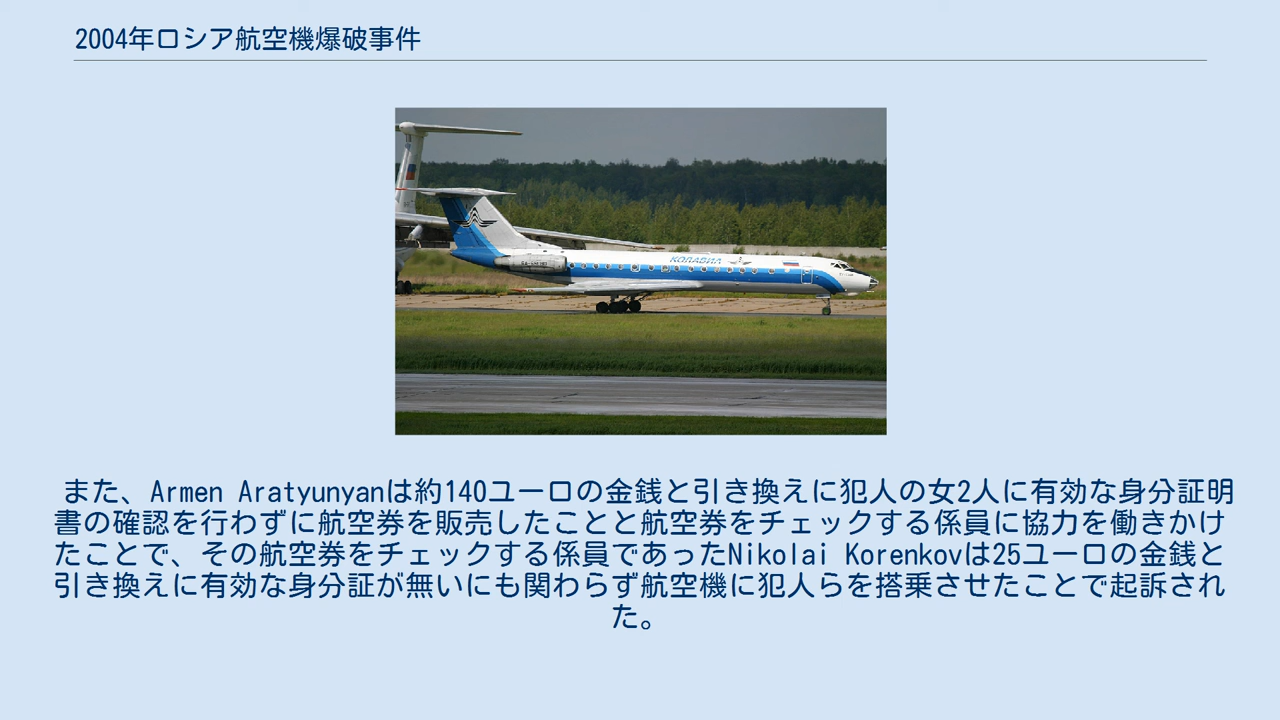 2004年ロシア航空機爆破事件
КОЛАВИА
また、Armen Aratyunyanは約140ユーロの金銭と引き換えに犯人の女2人に有効な身分証明
書の確認を行わずに航空券を販売したことと航空券をチェックする係員に協力を働きかけ
たことで、その航空券をチェックする係員であったNikolai Korenkovは25ユーロの金銭と
引き換えに有効な身分証が無いにも関わらず航空機に犯人らを搭乗させたことで起訴され
た。